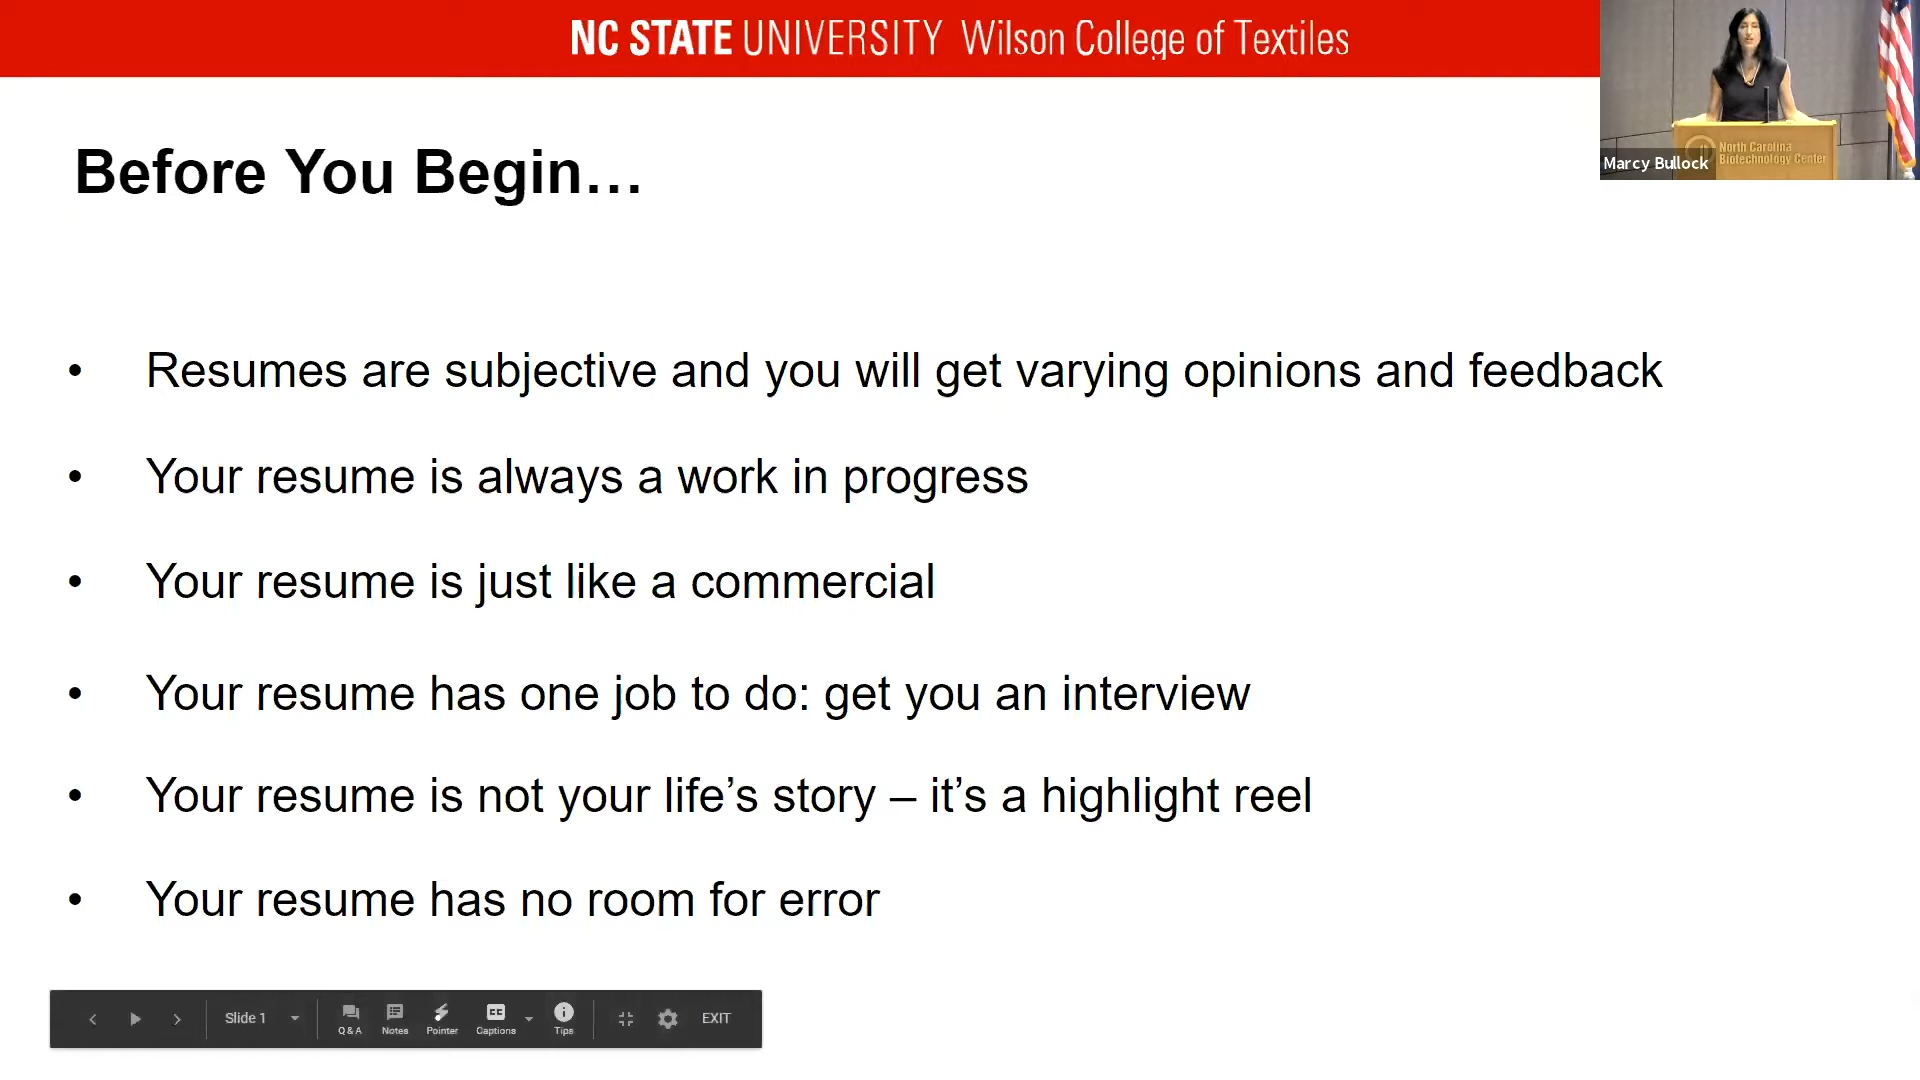 NC STATE UNIVERSITY Wilson College of Textiles
North Carolina
Biotechnology Center
Marcy Bullock
Before You Begin…
• Resumes are subjective and you will get varying opinions and feedback
• Your resume is always a work in progress
• Your resume is just like a commercial
• Your resume has one job to do: get you an interview
• Your resume is not your life’s story – it’s a highlight reel
• Your resume has no room for error
Slide 1
Q & A
Notes
Pointer
CC
Captions
Tips
EXIT